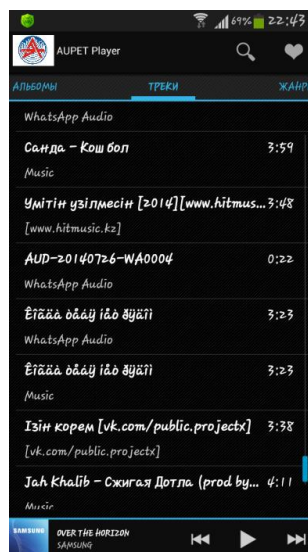 69% 22:43
AUPET Player
АЛЬБОМЫ ТРЕКИ ЖАНР
WhatsApp Audio
Санда – Кош бол 3:59
Music
Үмітін үзілмесін [2014][www.hitmus... 3:48
[www.hitmusic.kz]
AUD-20140726-WA0004 0:22
WhatsApp Audio
Êîãäà òåáÿ íåò ðÿäîì 3:23
WhatsApp Audio
Êîãäà òåáÿ íåò ðÿäîì 3:23
Music
Ізін корем [vk.com/public.projectx] 3:38
[vk.com/public.projectx]
Jah Khalib – Сжигая Дотла (prod by... 4:11
Music
SAMSUNG OVER THE HORIZON
SAMSUNG